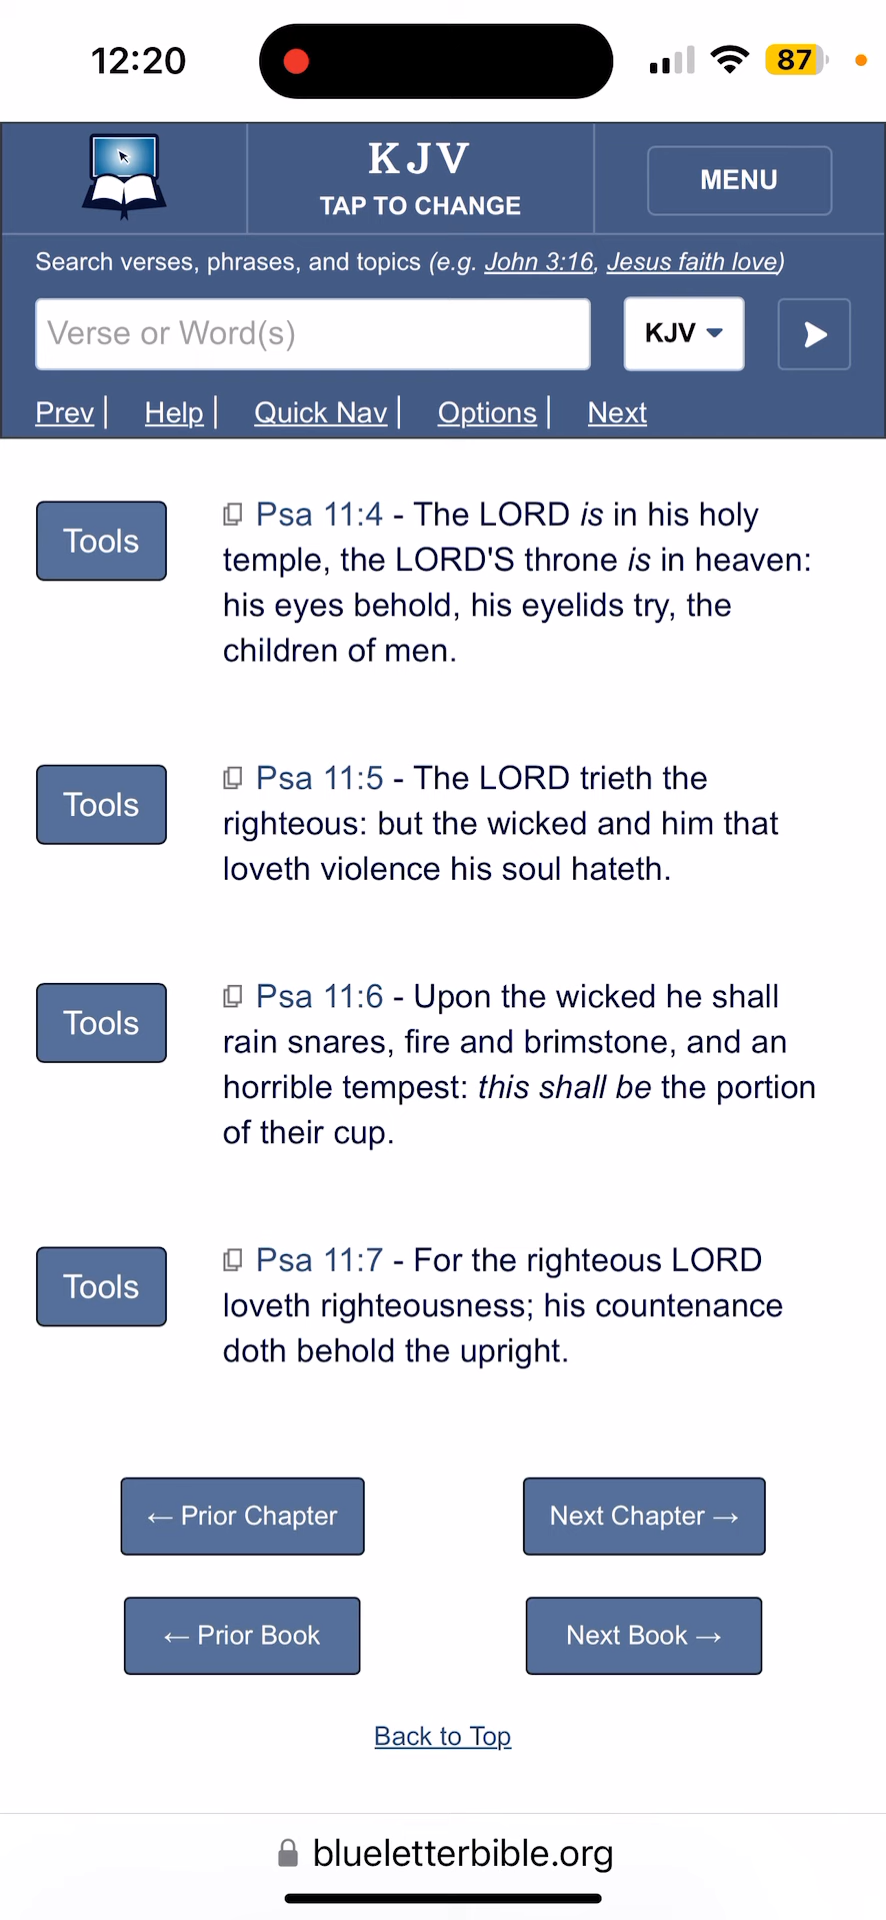 12:20
87
KJV
TAP TO CHANGE
MENU
Search verses, phrases, and topics (e.g. John 3:16, Jesus faith love)
Verse or Word(s)
KJV
Prev | Help | Quick Nav | Options | Next
Tools
Psa 11:4 - The LORD is in his holy
temple, the LORD'S throne is in heaven:
his eyes behold, his eyelids try, the
children of men.
Tools
Psa 11:5 - The LORD trieth the
righteous: but the wicked and him that
loveth violence his soul hateth.
Tools
Psa 11:6 - Upon the wicked he shall
rain snares, fire and brimstone, and an
horrible tempest: this shall be the portion
of their cup.
Tools
Psa 11:7 - For the righteous LORD
loveth righteousness; his countenance
doth behold the upright.
← Prior Chapter
Next Chapter →
← Prior Book
Next Book →
Back to Top
blueletterbible.org